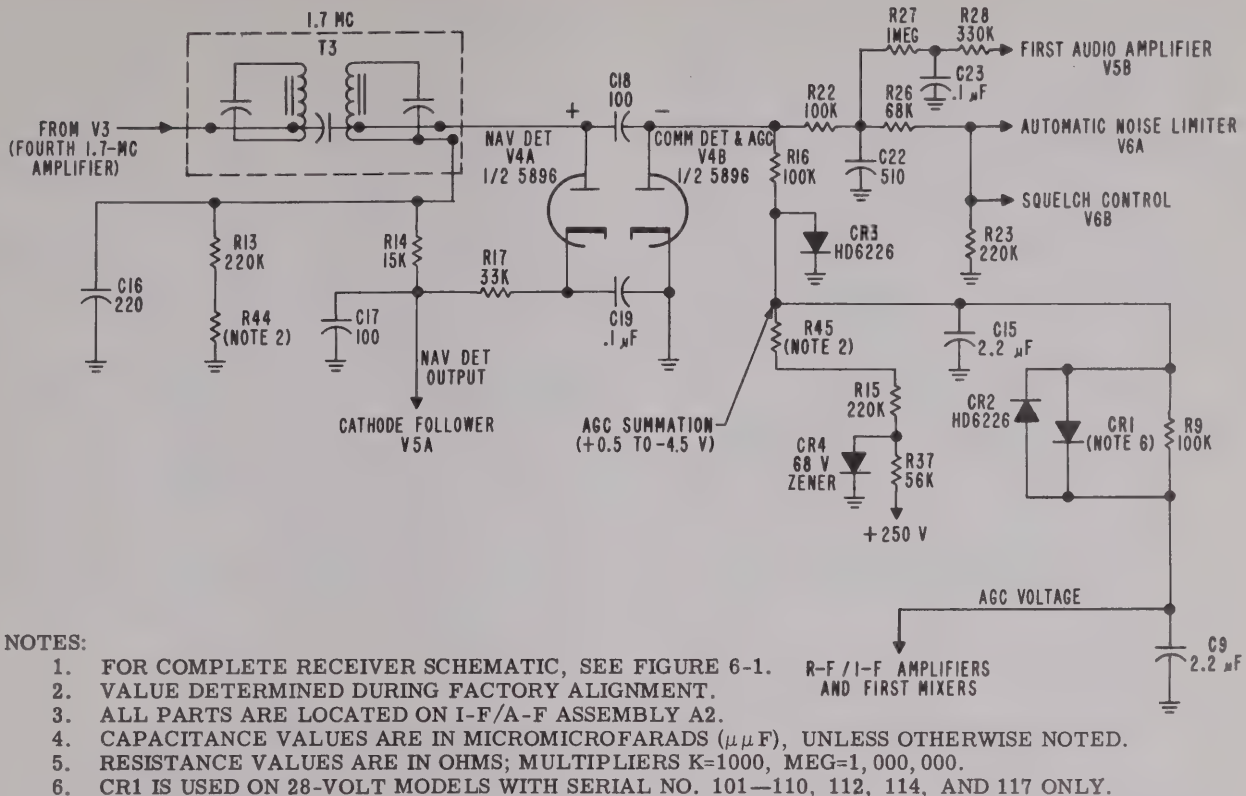 1.7 MC
T3
FROM V3
(FOURTH 1.7-MC
AMPLIFIER)
C18
100
+
−
NAV DET
V4A
1/2 5896
COMM DET & AGC
V4B
1/2 5896
R27
1MEG
R28
330K
FIRST AUDIO AMPLIFIER
V5B
C23
.1 μF
R22
100K
R26
68K
AUTOMATIC NOISE LIMITER
V6A
C22
510
R16
100K
SQUELCH CONTROL
V6B
R23
220K
CR3
HD6226
R13
220K
R14
15K
R17
33K
C16
220
R44
(NOTE 2)
C17
100
C19
.1 μF
NAV DET
OUTPUT
CATHODE FOLLOWER
V5A
AGC SUMMATION
(+0.5 TO -4.5 V)
R45
(NOTE 2)
C15
2.2 μF
R15
220K
CR4
68 V
ZENER
R37
56K
+250 V
CR2
HD6226
CR1
(NOTE 6)
R9
100K
AGC VOLTAGE
R-F/I-F AMPLIFIERS
AND FIRST MIXERS
C9
2.2 μF
NOTES:
1. FOR COMPLETE RECEIVER SCHEMATIC, SEE FIGURE 6-1.
2. VALUE DETERMINED DURING FACTORY ALIGNMENT.
3. ALL PARTS ARE LOCATED ON I-F/A-F ASSEMBLY A2.
4. CAPACITANCE VALUES ARE IN MICROMICROFARADS (μμF), UNLESS OTHERWISE NOTED.
5. RESISTANCE VALUES ARE IN OHMS; MULTIPLIERS K=1000, MEG=1,000,000.
6. CR1 IS USED ON 28-VOLT MODELS WITH SERIAL NO. 101—110, 112, 114, AND 117 ONLY.